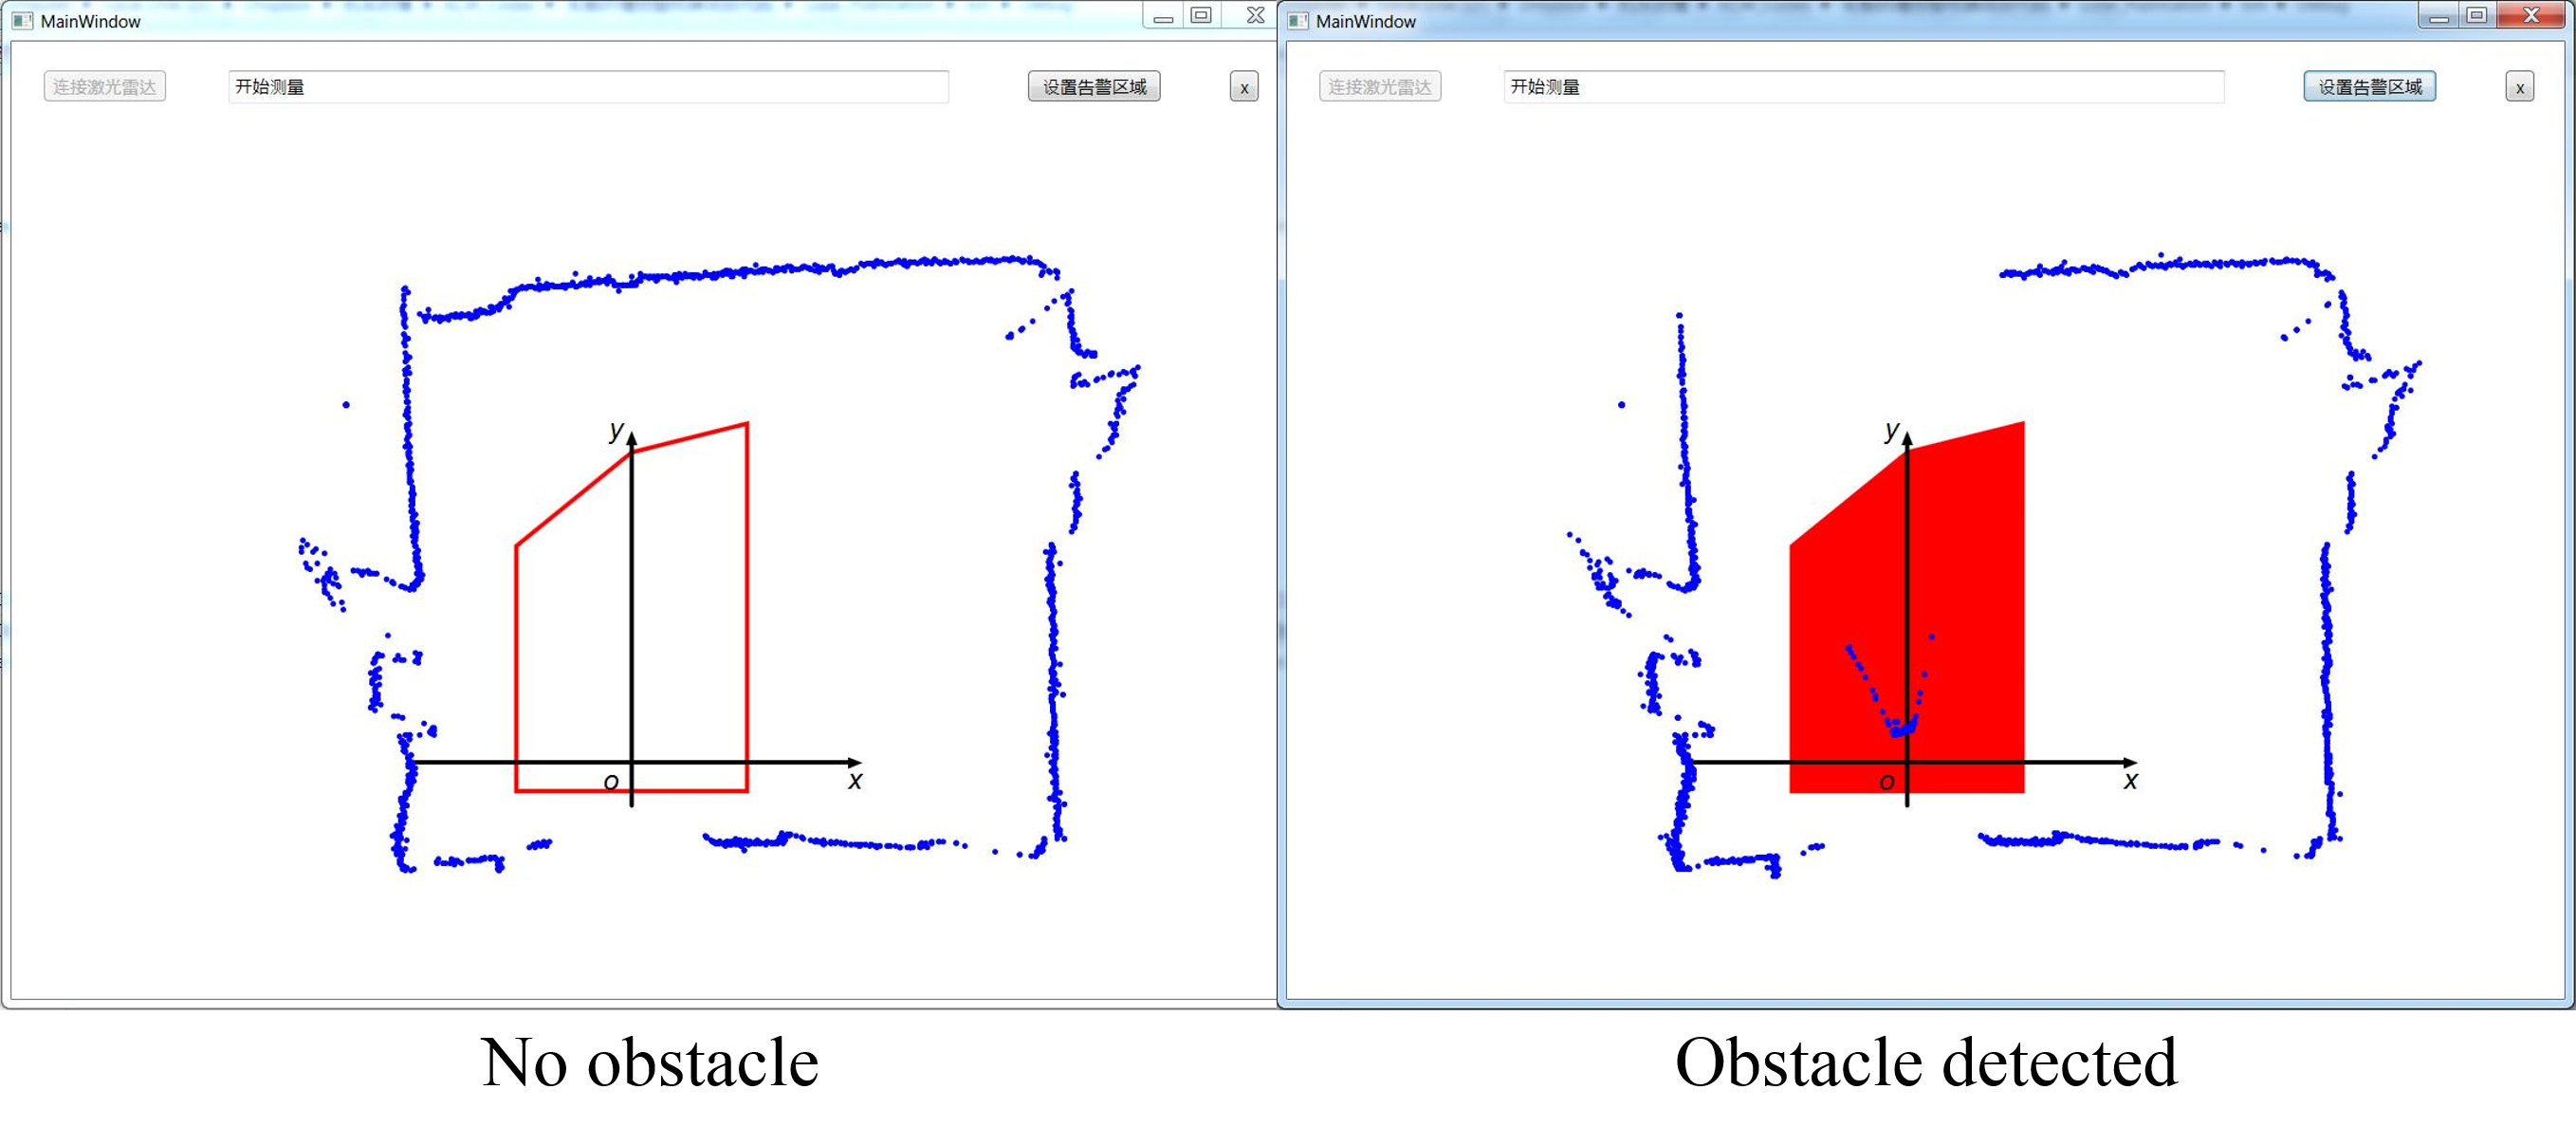 MainWindow
连接激光雷达 开始测量 设置告警区域 x
y
o
x
No obstacle
MainWindow
连接激光雷达 开始测量 设置告警区域 x
y
o
x
Obstacle detected